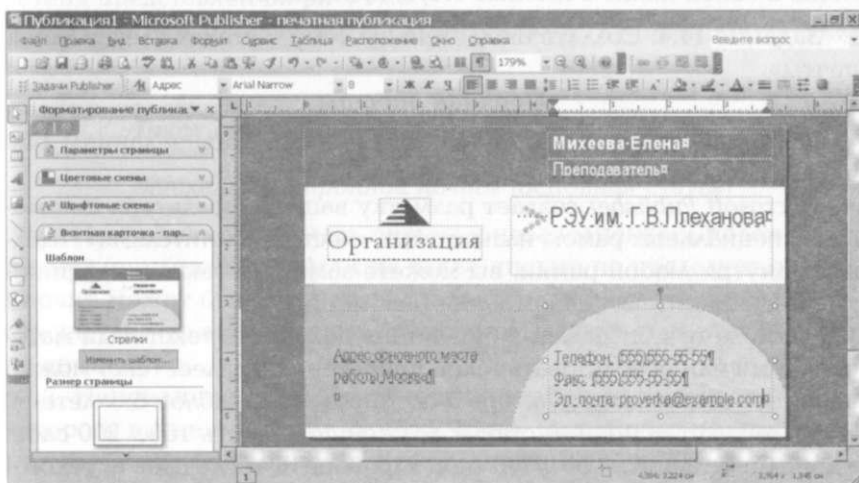 Публикация1 - Microsoft Publisher - печатная публикация
Файл Правка Вид Вставка Формат Сервис Таблица Расположение Окно Справка Введите вопрос
179%
Задачи Publisher Адрес Arial Narrow 8 Ж К Ч
Форматирование публикац
Параметры страницы
Цветовые схемы
Шрифтовые схемы
Визитная карточка - пар...
Шаблон
Стрелки
Изменить шаблон...
Размер страницы
Михеева·Елена¤
Преподаватель¤
Организация
РЭУ·им.·Г.В.Плеханова¤
Адрес·основного·места·
работы·Москва¶
¤
Телефон:·(555)555-55-55¶
Факс:·(555)555-55-55¶
Эл.·почта:·proverka@example.com¤
1